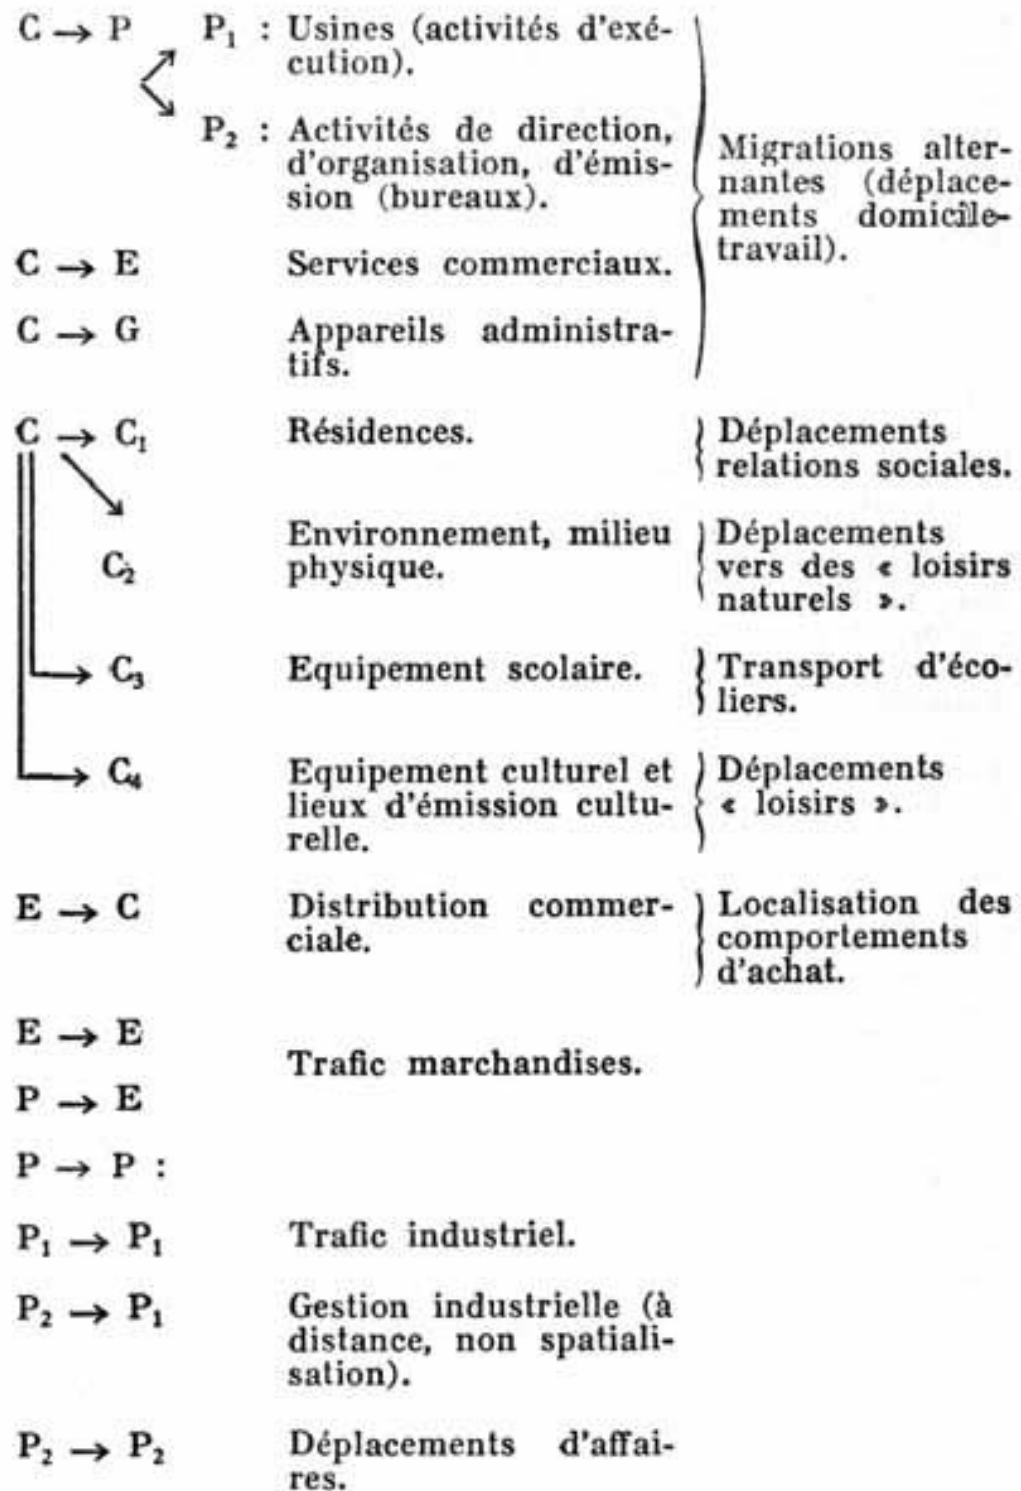 C → P P₁ : Usines (activités d'exé-
cution).
P₂ : Activités de direction,
d'organisation, d'émis-
sion (bureaux).
C → E Services commerciaux.
C → G Appareils administra-
tifs.
Migrations alter-
nantes (déplace-
ments domicile-
travail).
C → C₁ Résidences.
Déplacements
relations sociales.
C₂ Environnement, milieu
physique.
Déplacements
vers des « loisirs
naturels ».
C₃ Equipement scolaire.
Transport d'éco-
liers.
C₄ Equipement culturel et
lieux d'émission cultu-
relle.
Déplacements
« loisirs ».
E → C Distribution commer-
ciale.
Localisation des
comportements
d'achat.
E → E
Trafic marchandises.
P → E
P → P :
P₁ → P₁ Trafic industriel.
P₂ → P₁ Gestion industrielle (à
distance, non spatiali-
sation).
P₂ → P₂ Déplacements d'affai-
res.